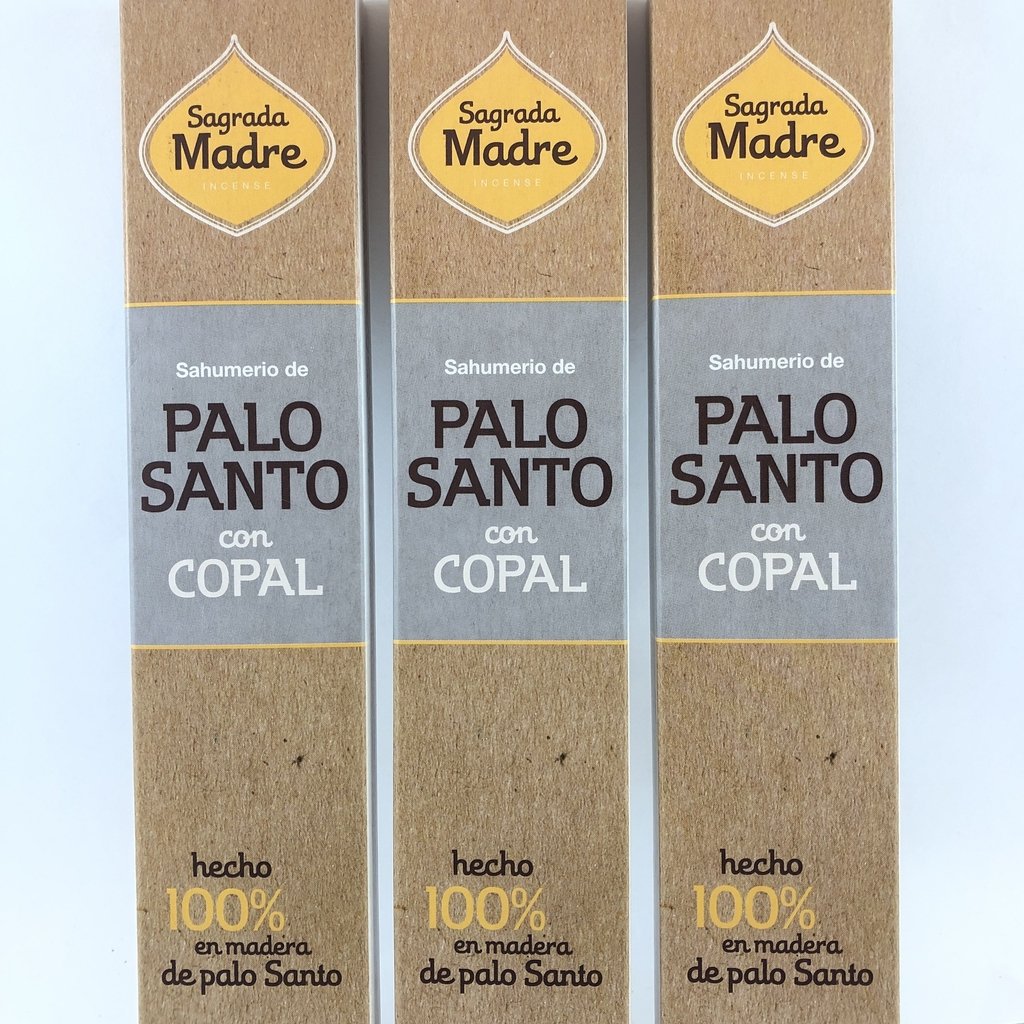 Sagrada
Madre
INCENSE
Sahumerio de
PALO
SANTO
con
COPAL
hecho
100%
en madera
de palo Santo
Sagrada
Madre
INCENSE
Sahumerio de
PALO
SANTO
con
COPAL
hecho
100%
en madera
de palo Santo
Sagrada
Madre
INCENSE
Sahumerio de
PALO
SANTO
con
COPAL
hecho
100%
en madera
de palo Santo